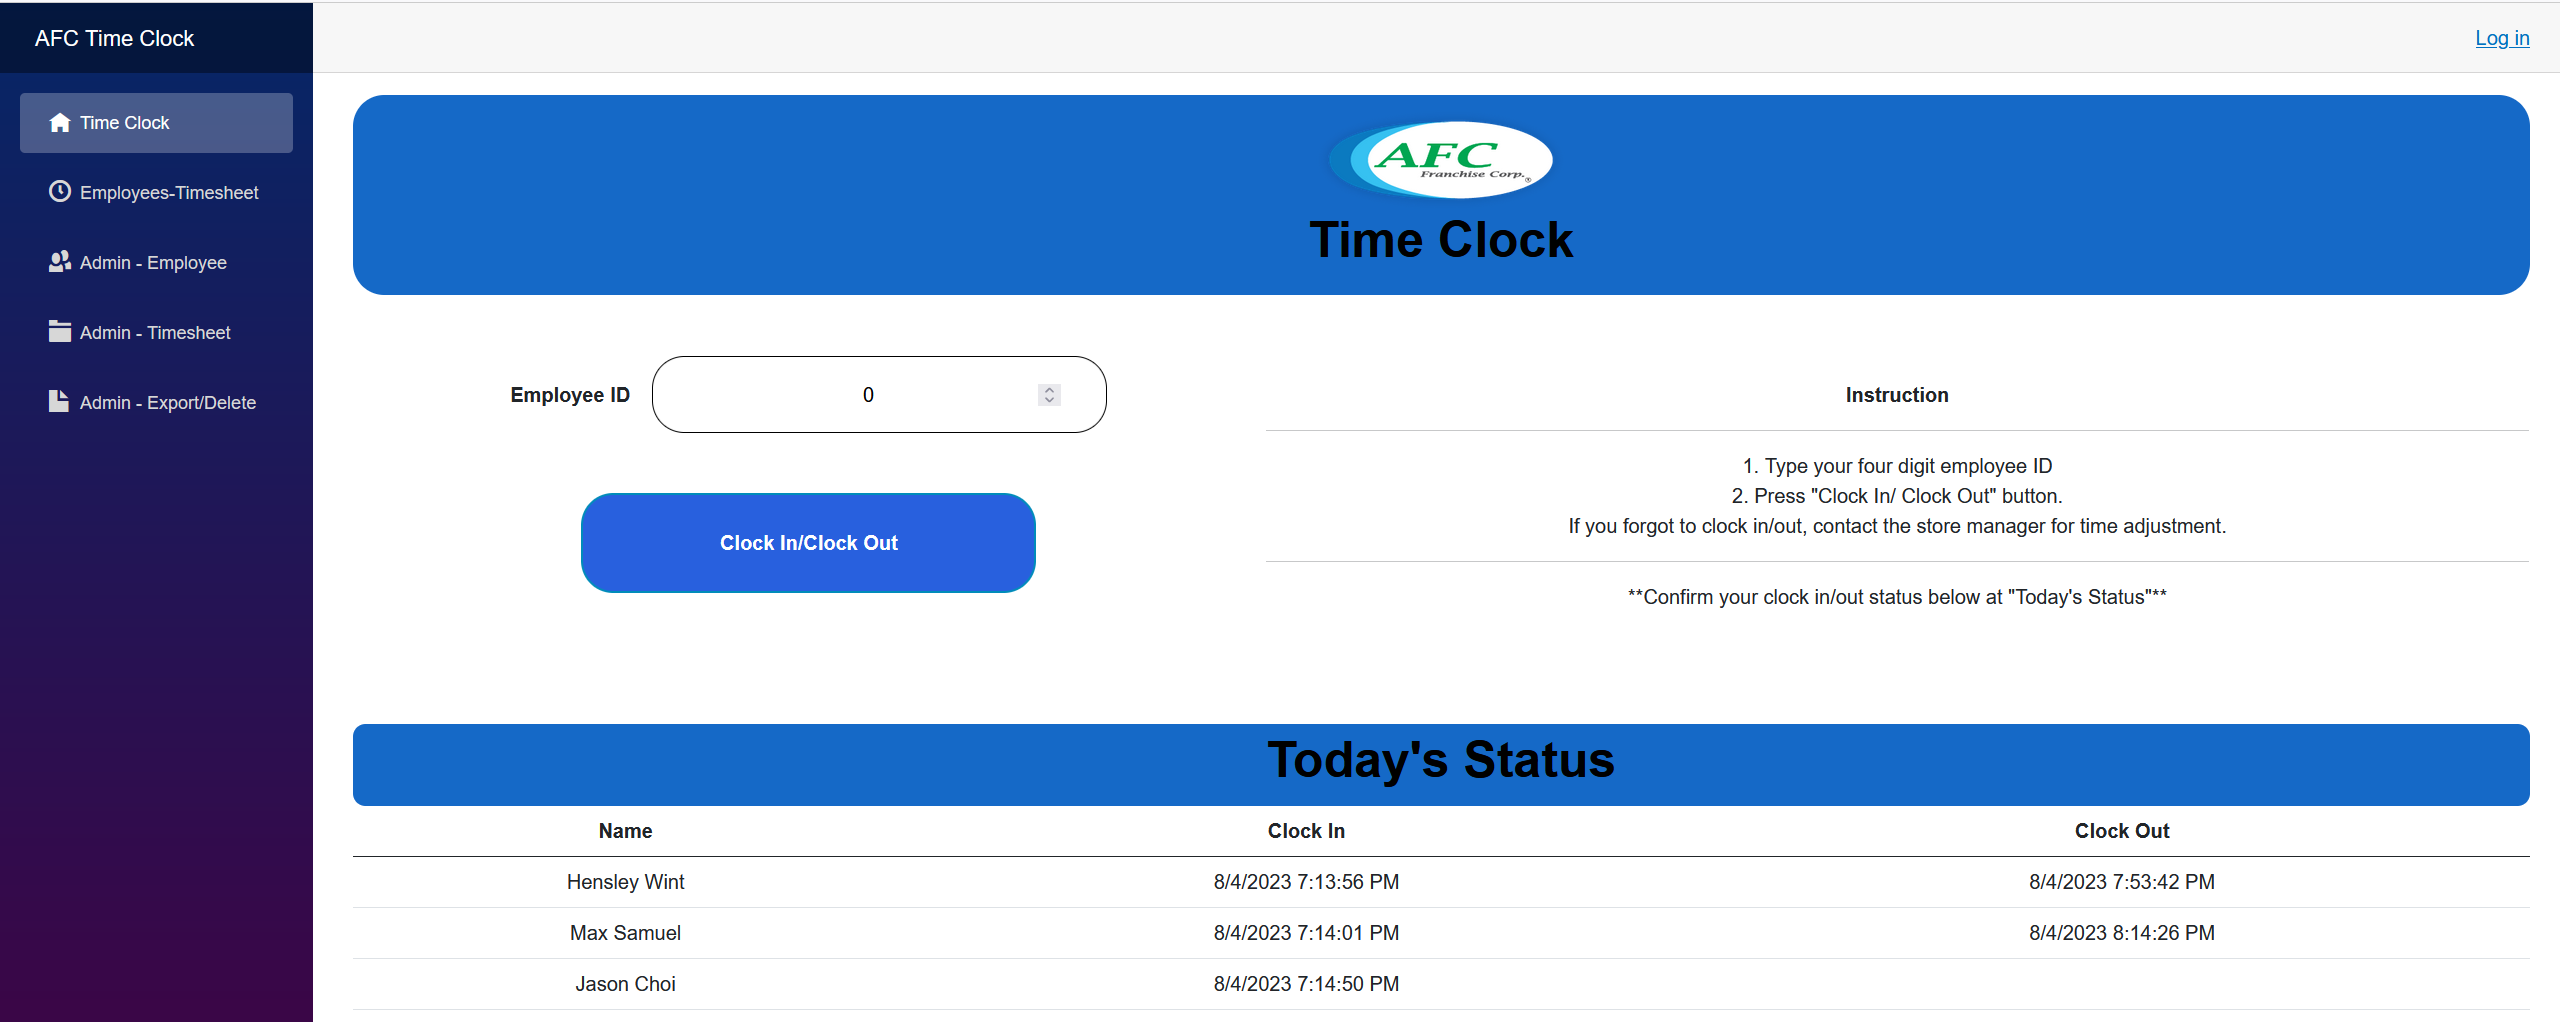 AFC Time Clock
Log in
Time Clock
Employees-Timesheet
Admin - Employee
Admin - Timesheet
Admin - Export/Delete
AFC
Franchise Corp.®
Time Clock
Employee ID
0
Clock In/Clock Out
Instruction
1. Type your four digit employee ID
2. Press "Clock In/ Clock Out" button.
If you forgot to clock in/out, contact the store manager for time adjustment.
**Confirm your clock in/out status below at "Today's Status"**
Today's Status
Name Clock In Clock Out
Hensley Wint 8/4/2023 7:13:56 PM 8/4/2023 7:53:42 PM
Max Samuel 8/4/2023 7:14:01 PM 8/4/2023 8:14:26 PM
Jason Choi 8/4/2023 7:14:50 PM